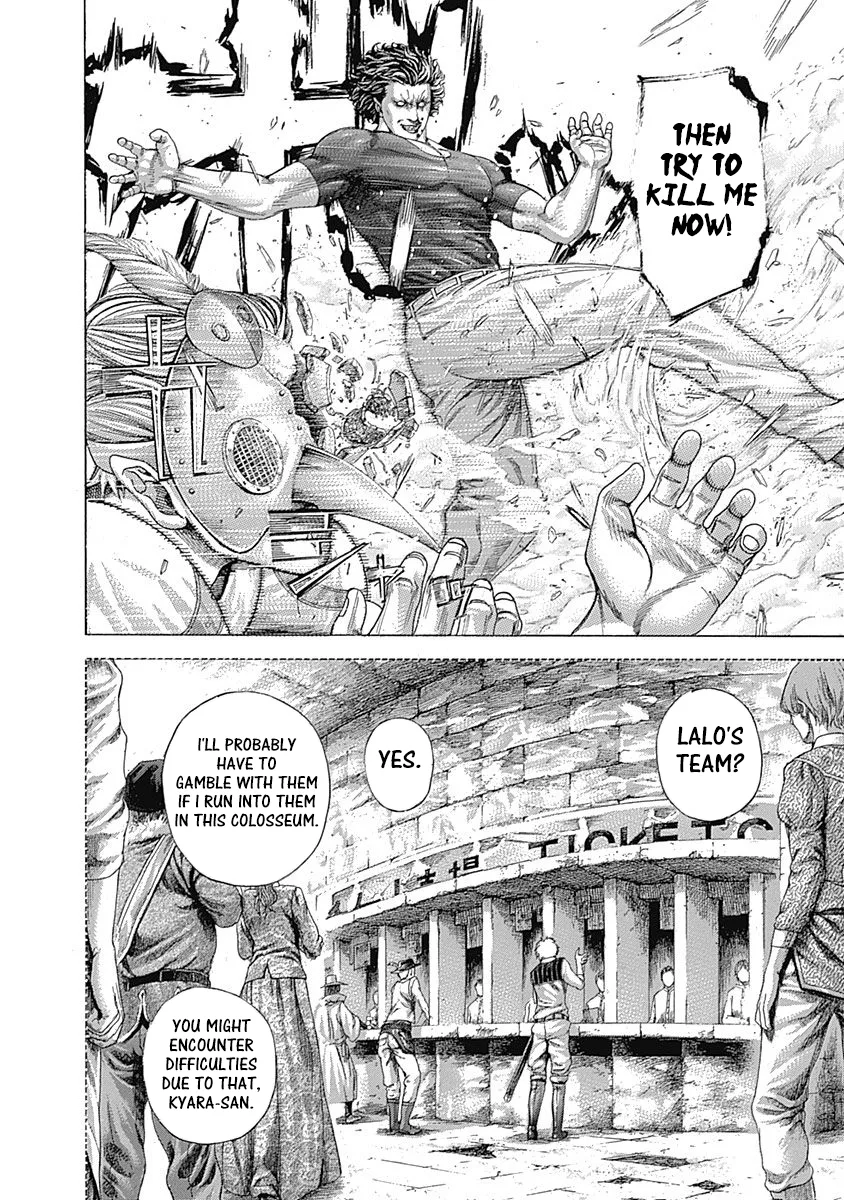 THEN
TRY TO
KILL ME
NOW!
LALO'S
TEAM?
YES.
I'LL PROBABLY
HAVE TO
GAMBLE WITH THEM
IF I RUN INTO THEM
IN THIS COLOSSEUM.
TICKETS
YOU MIGHT
ENCOUNTER
DIFFICULTIES
DUE TO THAT,
KYARA-SAN.